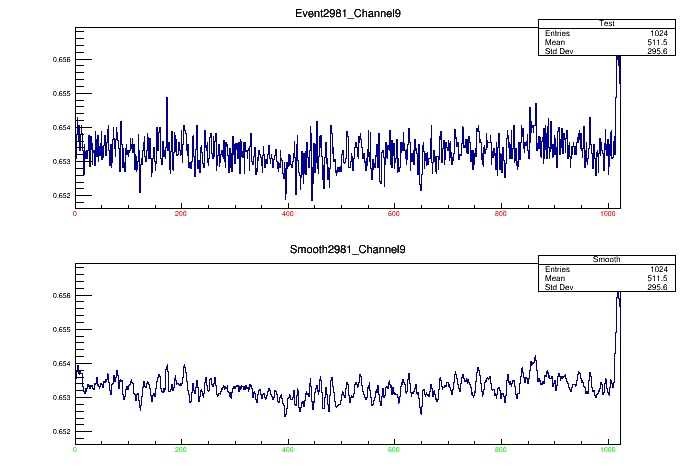 Event2981_Channel9
Test
Entries 1024
Mean 511.5
Std Dev 295.6
0.656
0.655
0.654
0.653
0.652
0 200 400 600 800 1000
Smooth2981_Channel9
Smooth
Entries 1024
Mean 511.5
Std Dev 295.6
0.656
0.655
0.654
0.653
0.652
0 200 400 600 800 1000